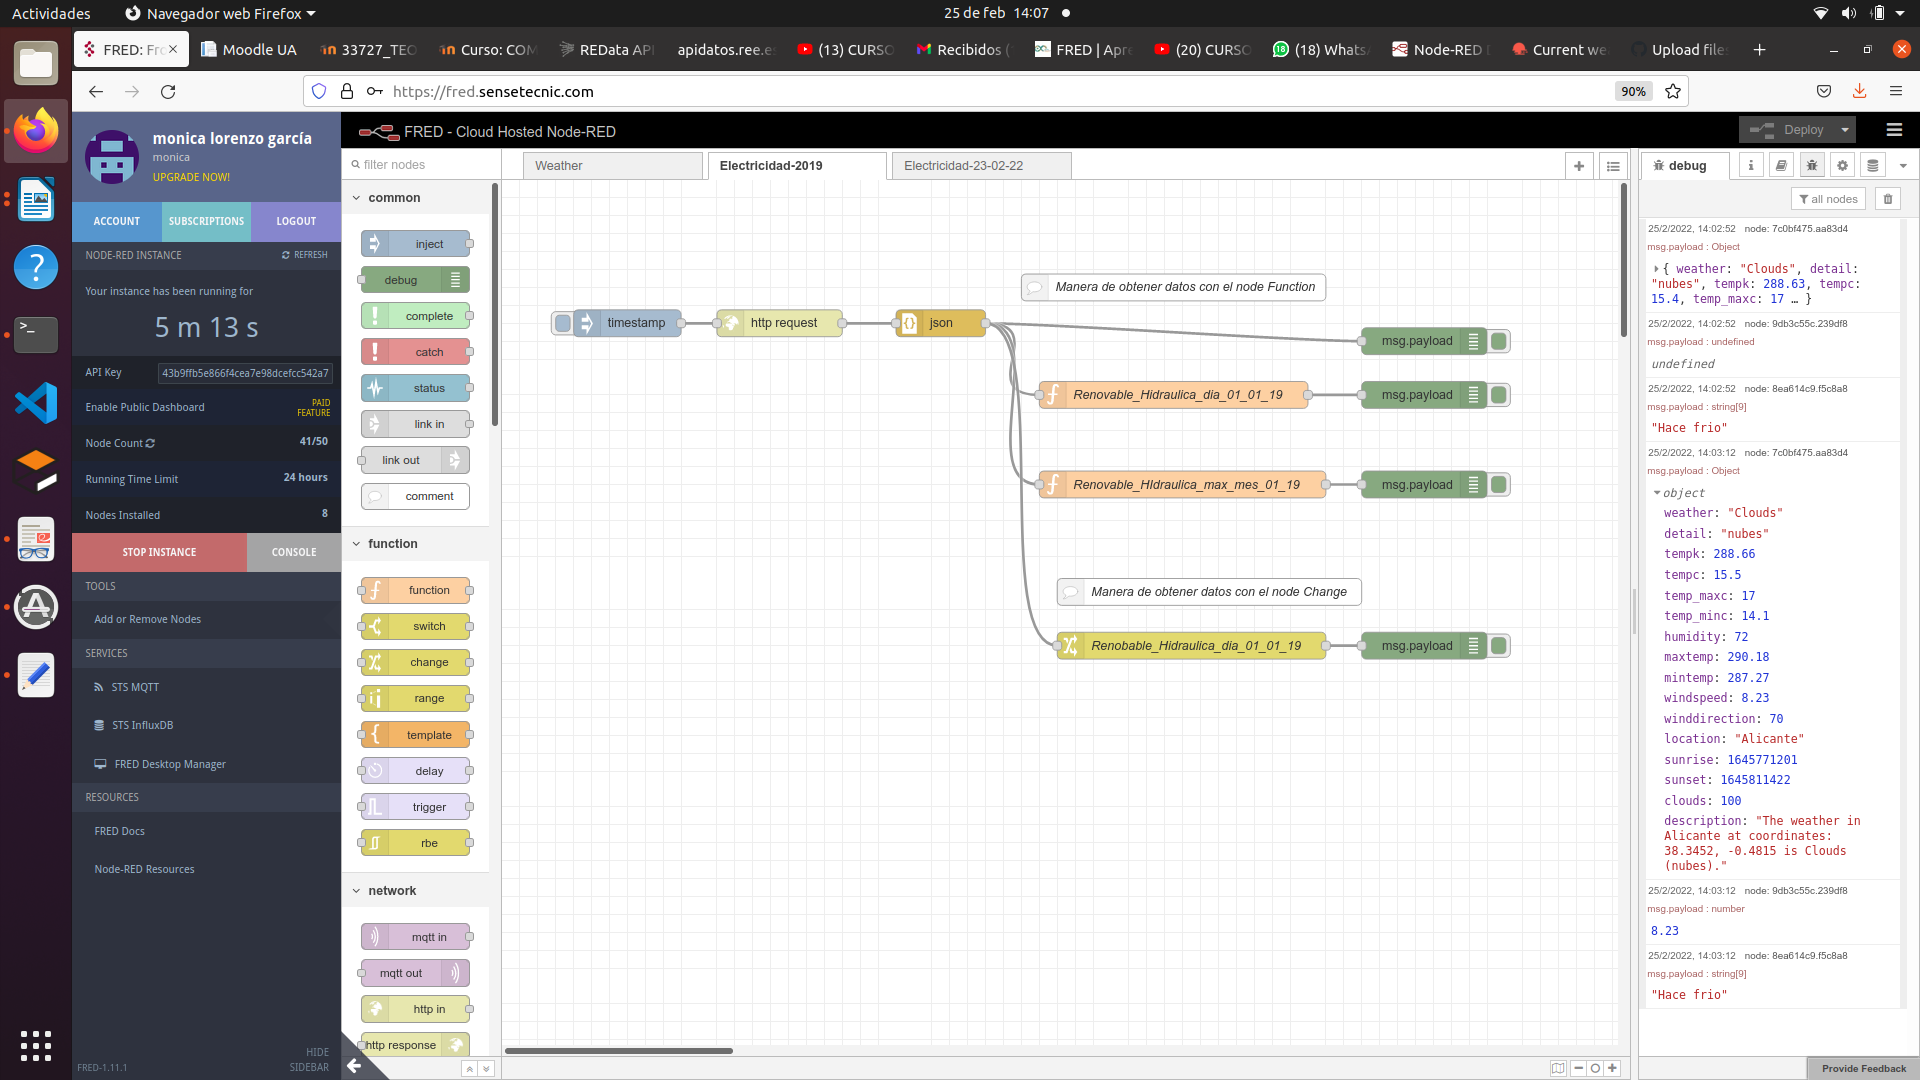 Actividades
Navegador web Firefox
25 de feb 14:07
FRED: Fro
Moodle UA
33727_TEC
Curso: COM
REData API
apidatos.ree.es
(13) CURSO
Recibidos (
FRED | Apr
(20) CURSO
(18) Whats
Node-RED
Current we
Upload files
https://fred.sensetecnic.com
90%
monica lorenzo garcía
monica
UPGRADE NOW!
ACCOUNT
SUBSCRIPTIONS
LOGOUT
NODE-RED INSTANCE
REFRESH
Your instance has been running for
5 m 13 s
API Key
43b9ffb5e866f4cea7e98dcefcc542a7
Enable Public Dashboard
PAID FEATURE
Node Count
41/50
Running Time Limit
24 hours
Nodes Installed
8
STOP INSTANCE
CONSOLE
TOOLS
Add or Remove Nodes
SERVICES
STS MQTT
STS InfluxDB
FRED Desktop Manager
RESOURCES
FRED Docs
Node-RED Resources
HIDE
SIDEBAR
FRED-1.11.1
FRED - Cloud Hosted Node-RED
Deploy
filter nodes
common
inject
debug
complete
catch
status
link in
link out
comment
function
function
switch
change
range
template
delay
trigger
rbe
network
mqtt in
mqtt out
http in
http response
Weather
Electricidad-2019
Electricidad-23-02-22
Manera de obtener datos con el node Function
timestamp
http request
json
msg.payload
Renovable_Hidraulica_dia_01_01_19
msg.payload
Renovable_HIdraulica_max_mes_01_19
msg.payload
Manera de obtener datos con el node Change
Renobable_Hidraulica_dia_01_01_19
msg.payload
debug
all nodes
25/2/2022, 14:02:52 node: 7c0bf475.aa83d4
msg.payload : Object
{ weather: "Clouds", detail:
"nubes", tempk: 288.63, tempc:
15.4, temp_maxc: 17 … }
25/2/2022, 14:02:52 node: 9db3c55c.239df8
msg.payload : undefined
undefined
25/2/2022, 14:02:52 node: 8ea614c9.f5c8a8
msg.payload : string[9]
"Hace frio"
25/2/2022, 14:03:12 node: 7c0bf475.aa83d4
msg.payload : Object
object
weather: "Clouds"
detail: "nubes"
tempk: 288.66
tempc: 15.5
temp_maxc: 17
temp_minc: 14.1
humidity: 72
maxtemp: 290.18
mintemp: 287.27
windspeed: 8.23
winddirection: 70
location: "Alicante"
sunrise: 1645771201
sunset: 1645811422
clouds: 100
description: "The weather in
Alicante at coordinates:
38.3452, -0.4815 is Clouds
(nubes)."
25/2/2022, 14:03:12 node: 9db3c55c.239df8
msg.payload : number
8.23
25/2/2022, 14:03:12 node: 8ea614c9.f5c8a8
msg.payload : string[9]
"Hace frio"
Provide Feedback